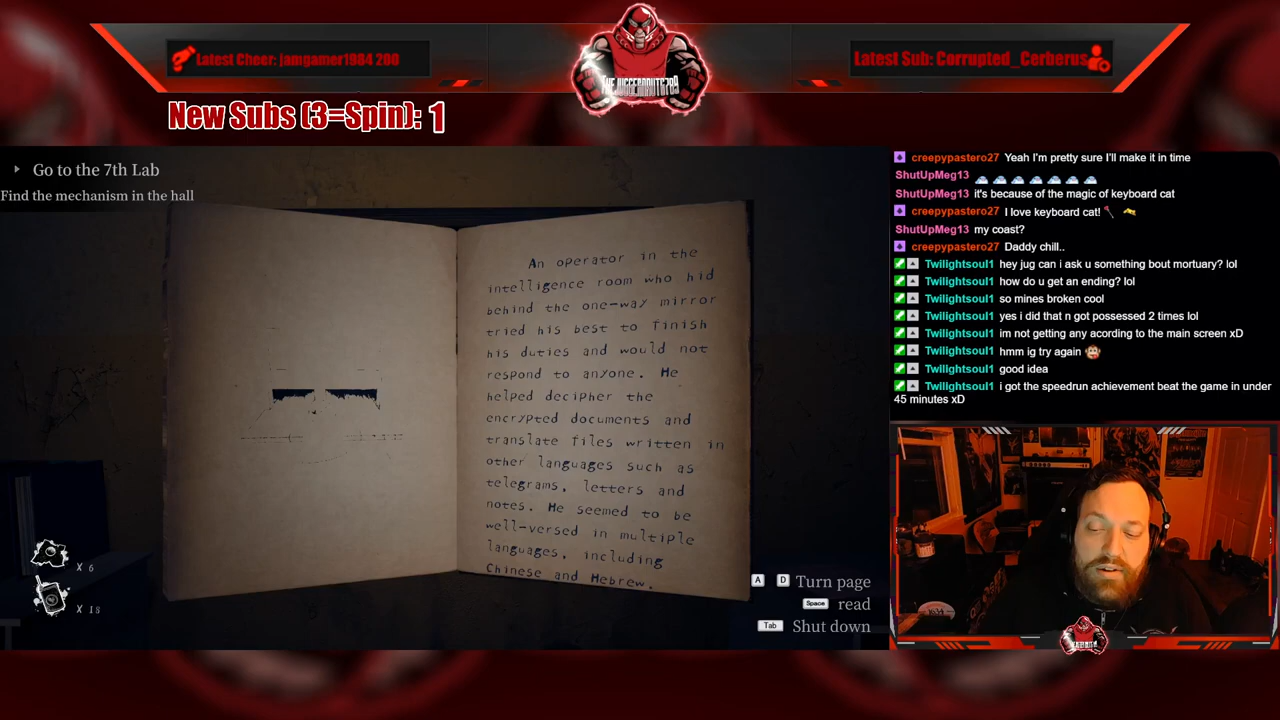 Latest Cheer: jamgamer1984 200
THEJUGGERNAUT6789
Latest Sub: Corrupted_Cerberus
New Subs (3=Spin): 1
Go to the 7th Lab
Find the mechanism in the hall
An operator in the
intelligence room who hid
behind the one-way mirror
tried his best to finish
his duties and would not
respond to anyone. He
helped decipher the
encrypted documents and
translate files written in
other languages such as
telegrams, letters and
notes. He seemed to be
well-versed in multiple
languages, including
Chinese and Hebrew.
X 6
X 18
A D Turn page
Space read
Tab Shut down
creepypastero27 Yeah I'm pretty sure I'll make it in time
ShutUpMeg13
ShutUpMeg13 it's because of the magic of keyboard cat
creepypastero27 I love keyboard cat!
ShutUpMeg13 my coast?
creepypastero27 Daddy chill..
Twilightsoul1 hey jug can i ask u something bout mortuary? lol
Twilightsoul1 how do u get an ending? lol
Twilightsoul1 so mines broken cool
Twilightsoul1 yes i did that n got possessed 2 times lol
Twilightsoul1 im not getting any acording to the main screen xD
Twilightsoul1 hmm ig try again
Twilightsoul1 good idea
Twilightsoul1 i got the speedrun achievement beat the game in under
45 minutes xD